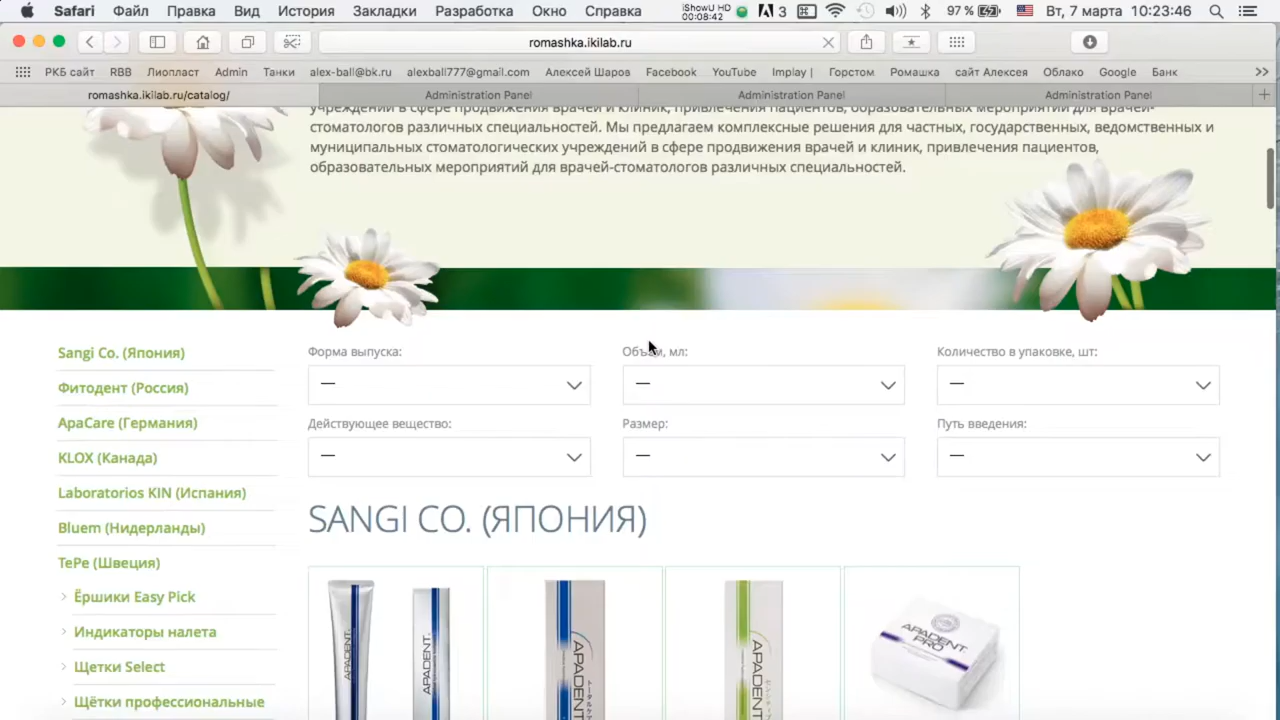 Safari Файл Правка Вид История Закладки Разработка Окно Справка iShowU HD 00:08:42 3 97 % Вт, 7 марта 10:23:46
romashka.ikilab.ru
РКБ сайт RBB Лиопласт Admin Танки alex-ball@bk.ru alexball777@gmail.com Алексей Шаров Facebook YouTube Implay | Горстом Ромашка сайт Алексея Облако Google Банк
romashka.ikilab.ru/catalog/ Administration Panel Administration Panel Administration Panel
учреждений в сфере продвижения врачей и клиник, привлечения пациентов, образовательных мероприятий для врачей-
стоматологов различных специальностей. Мы предлагаем комплексные решения для частных, государственных, ведомственных и
муниципальных стоматологических учреждений в сфере продвижения врачей и клиник, привлечения пациентов,
образовательных мероприятий для врачей-стоматологов различных специальностей.
Sangi Co. (Япония)
Фитодент (Россия)
ApaCare (Германия)
KLOX (Канада)
Laboratorios KIN (Испания)
Bluem (Нидерланды)
TePe (Швеция)
Ёршики Easy Pick
Индикаторы налета
Щетки Select
Щётки профессиональные
Форма выпуска: Объем, мл: Количество в упаковке, шт:
— — —
Действующее вещество: Размер: Путь введения:
— — —
SANGI CO. (ЯПОНИЯ)
APADENT
APADENT
APADENT
APADENT
APADENT
PRO